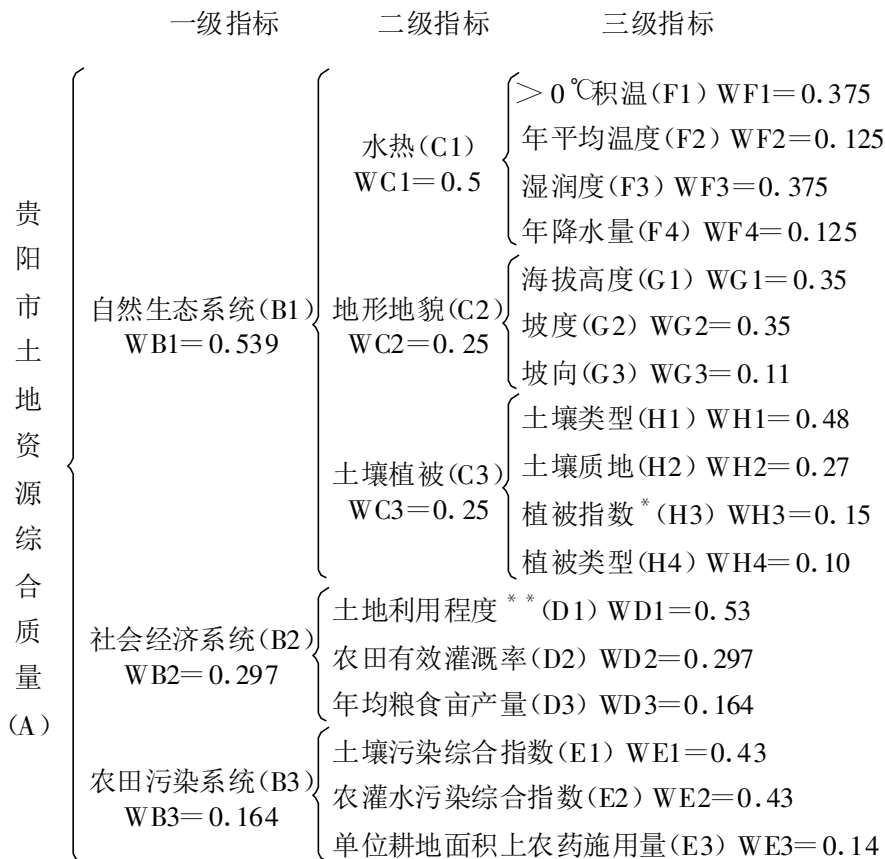 一级指标 二级指标 三级指标
贵阳市土地资源综合质量(A)
自然生态系统(B1)
WB1=0.539
水热(C1)
WC1=0.5
>0℃积温(F1) WF1=0.375
年平均温度(F2) WF2=0.125
湿润度(F3) WF3=0.375
年降水量(F4) WF4=0.125
地形地貌(C2)
WC2=0.25
海拔高度(G1) WG1=0.35
坡度(G2) WG2=0.35
坡向(G3) WG3=0.11
土壤植被(C3)
WC3=0.25
土壤类型(H1) WH1=0.48
土壤质地(H2) WH2=0.27
植被指数*(H3) WH3=0.15
植被类型(H4) WH4=0.10
社会经济系统(B2)
WB2=0.297
土地利用程度**(D1) WD1=0.53
农田有效灌溉率(D2) WD2=0.297
年均粮食亩产量(D3) WD3=0.164
农田污染系统(B3)
WB3=0.164
土壤污染综合指数(E1) WE1=0.43
农灌水污染综合指数(E2) WE2=0.43
单位耕地面积上农药施用量(E3) WE3=0.14